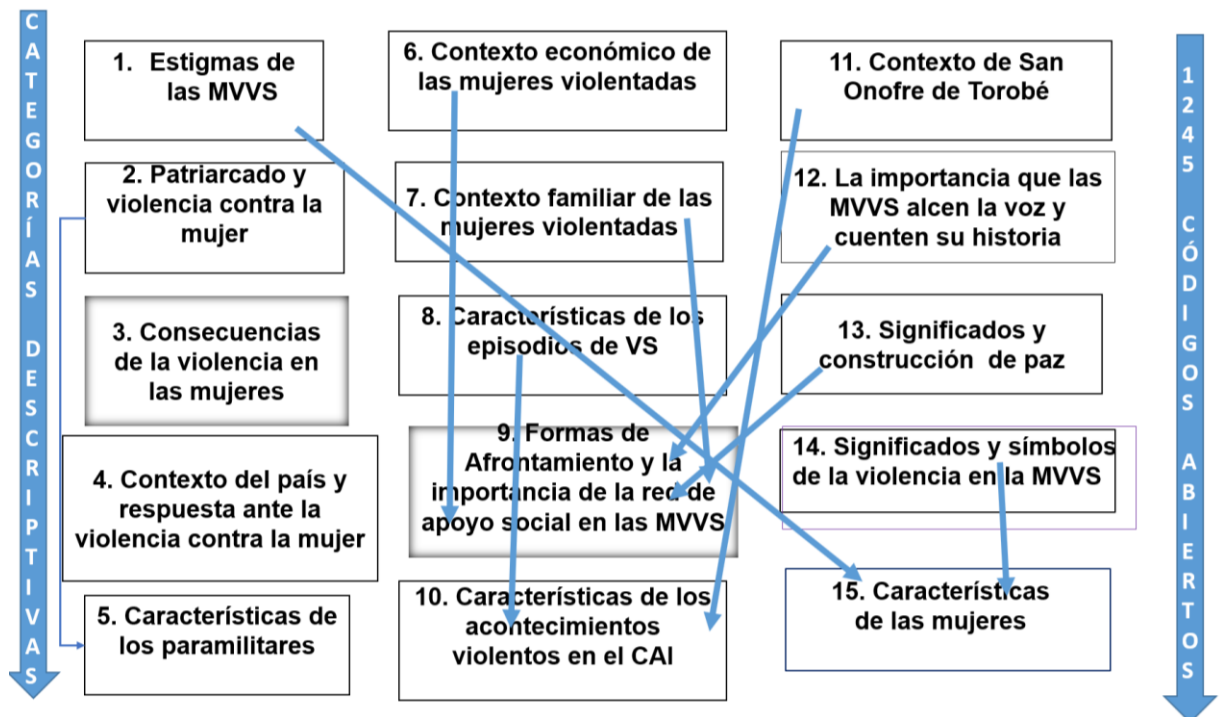 CATEGORÍAS DESCRIPTIVAS
1. Estigmas de
las MVVS
2. Patriarcado y
violencia contra la
mujer
3. Consecuencias
de la violencia en
las mujeres
4. Contexto del país y
respuesta ante la
violencia contra la mujer
5. Características de
los paramilitares
6. Contexto económico de
las mujeres violentadas
7. Contexto familiar de las
mujeres violentadas
8. Características de los
episodios de VS
9. Formas de
Afrontamiento y la
importancia de la red de
apoyo social en las MVVS
10. Características de los
acontecimientos
violentos en el CAI
11. Contexto de San
Onofre de Torobé
12. La importancia que las
MVVS alcen la voz y
cuenten su historia
13. Significados y
construcción de paz
14. Significados y símbolos
de la violencia en la MVVS
15. Características
de las mujeres
1245 CÓDIGOS ABIERTOS